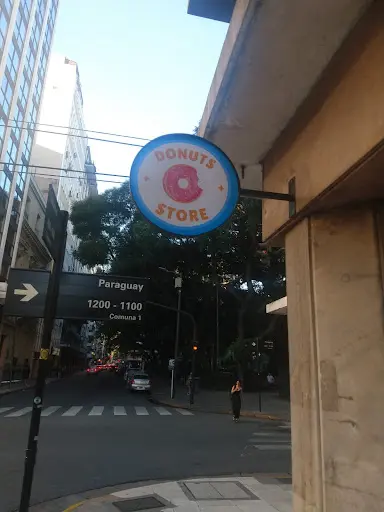 DONUTS
STORE
Paraguay
1200 - 1100
Comuna 1